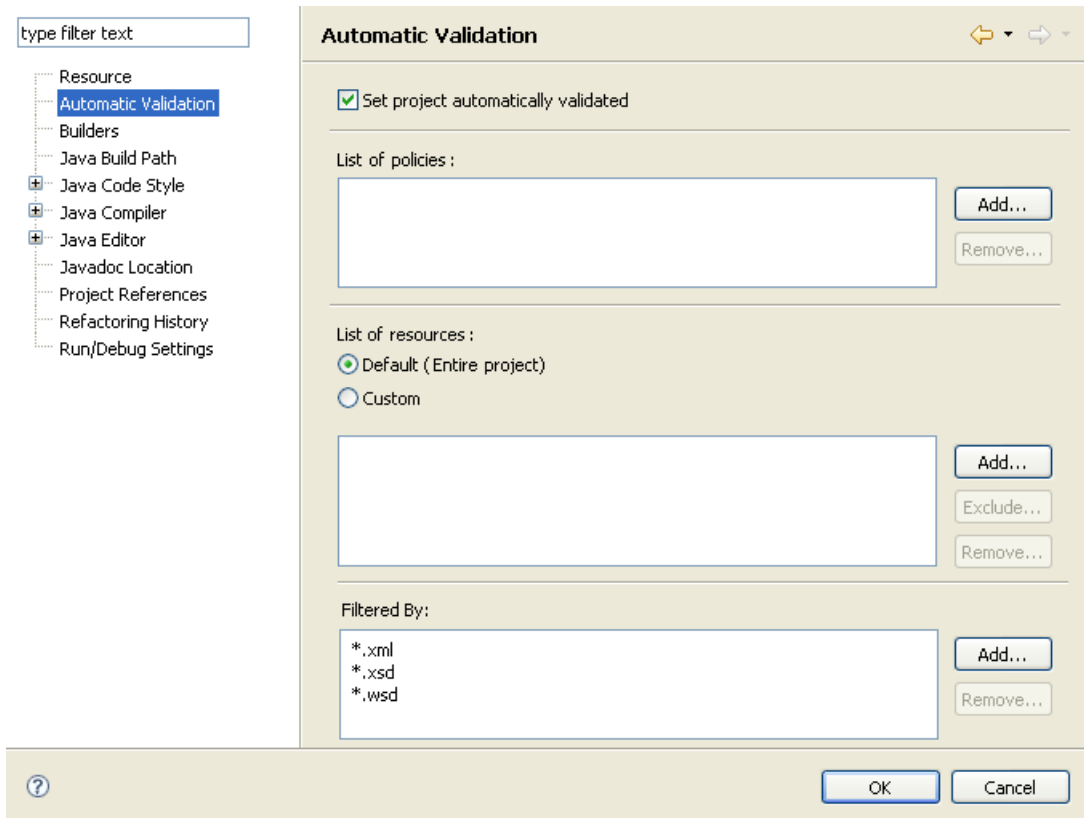 type filter text
Resource
Automatic Validation
Builders
Java Build Path
Java Code Style
Java Compiler
Java Editor
Javadoc Location
Project References
Refactoring History
Run/Debug Settings
Automatic Validation
Set project automatically validated
List of policies :
Add...
Remove...
List of resources :
Default (Entire project)
Custom
Add...
Exclude...
Remove...
Filtered By:
*.xml
*.xsd
*.wsd
Add...
Remove...
OK
Cancel